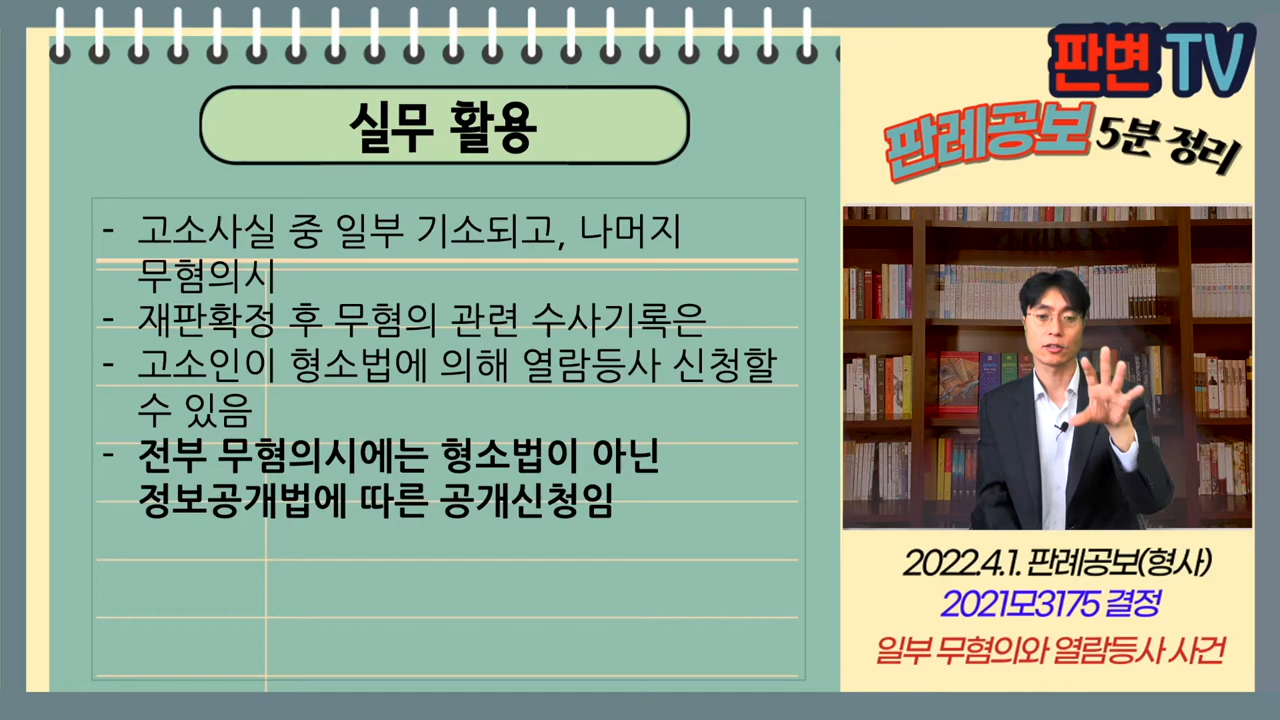 실무 활용
- 고소사실 중 일부 기소되고, 나머지
무혐의시
- 재판확정 후 무혐의 관련 수사기록은
- 고소인이 형소법에 의해 열람등사 신청할
수 있음
- 전부 무혐의시에는 형소법이 아닌
정보공개법에 따른 공개신청임
판변 TV
판례공보 5분 정리
2022.4.1. 판례공보(형사)
2021모3175 결정
일부 무혐의와 열람등사 사건